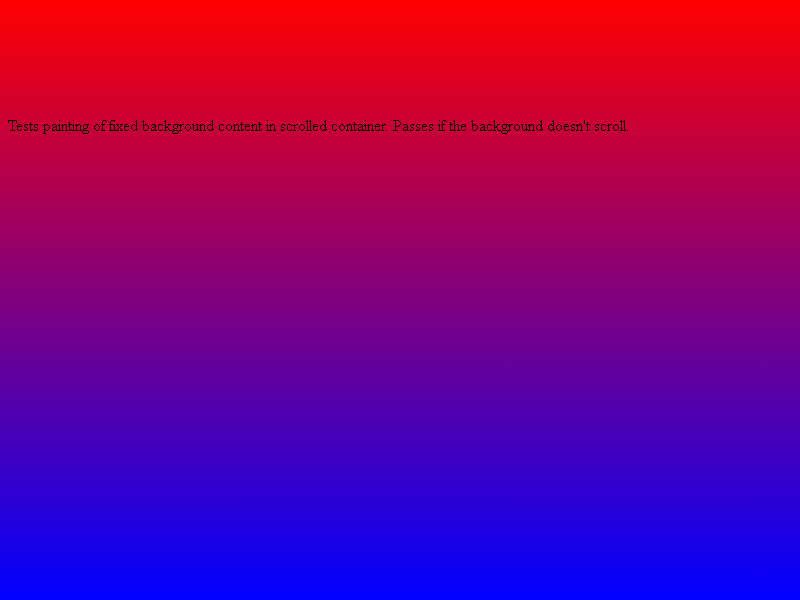 Tests painting of fixed background content in scrolled container. Passes if the background doesn't scroll.